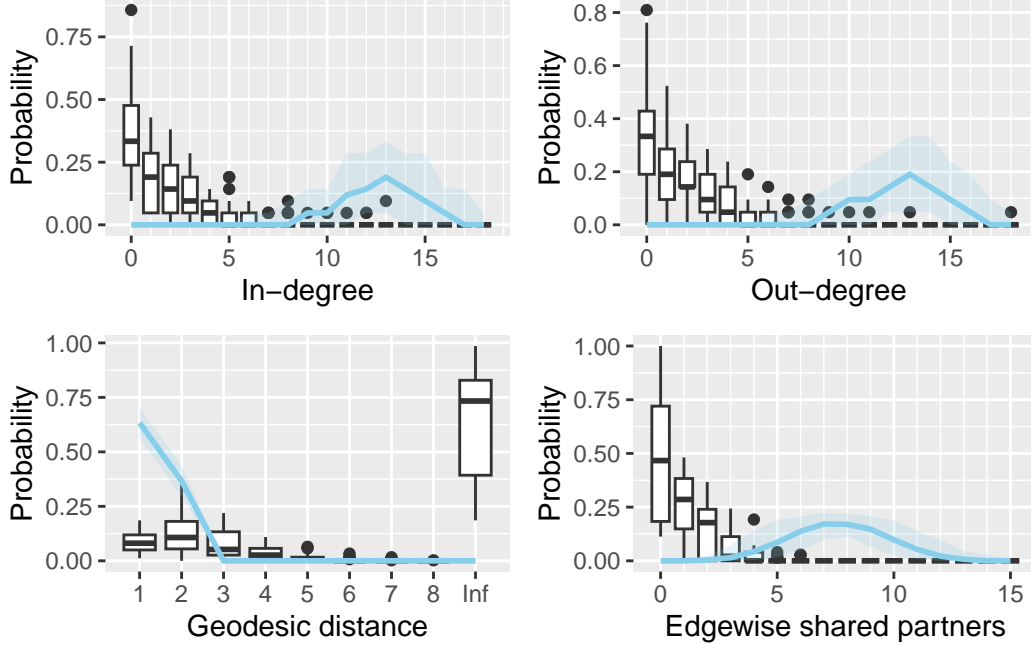 Probability
0.75
0.50
0.25
0.00
0 5 10 15
In−degree
Probability
0.8
0.6
0.4
0.2
0.0
0 5 10 15
Out−degree
Probability
1.00
0.75
0.50
0.25
0.00
1 2 3 4 5 6 7 8 Inf
Geodesic distance
Probability
1.00
0.75
0.50
0.25
0.00
0 5 10 15
Edgewise shared partners